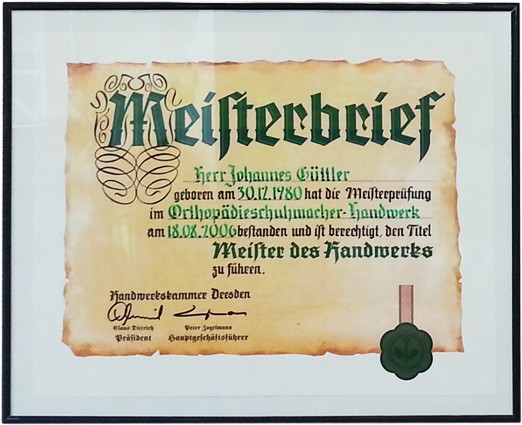 Meiſterbrief
Herr Johannes Güttler
geboren am 30.12.1980 hat die Meiſterprüfung
im Orthopädieſchuhmacher-Handwerk
am 18.08.2006 beſtanden und iſt berechtigt, den Titel
Meiſter des Handwerks
zu führen.
Handwerkskammer Dresden
Claus Dittrich Peter Jagelmann
Präſident Hauptgeſchäftsführer